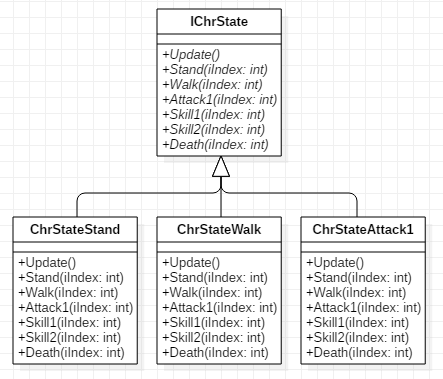 IChrState
+Update()
+Stand(iIndex: int)
+Walk(iIndex: int)
+Attack1(iIndex: int)
+Skill1(iIndex: int)
+Skill2(iIndex: int)
+Death(iIndex: int)
ChrStateStand
+Update()
+Stand(iIndex: int)
+Walk(iIndex: int)
+Attack1(iIndex: int)
+Skill1(iIndex: int)
+Skill2(iIndex: int)
+Death(iIndex: int)
ChrStateWalk
+Update()
+Stand(iIndex: int)
+Walk(iIndex: int)
+Attack1(iIndex: int)
+Skill1(iIndex: int)
+Skill2(iIndex: int)
+Death(iIndex: int)
ChrStateAttack1
+Update()
+Stand(iIndex: int)
+Walk(iIndex: int)
+Attack1(iIndex: int)
+Skill1(iIndex: int)
+Skill2(iIndex: int)
+Death(iIndex: int)